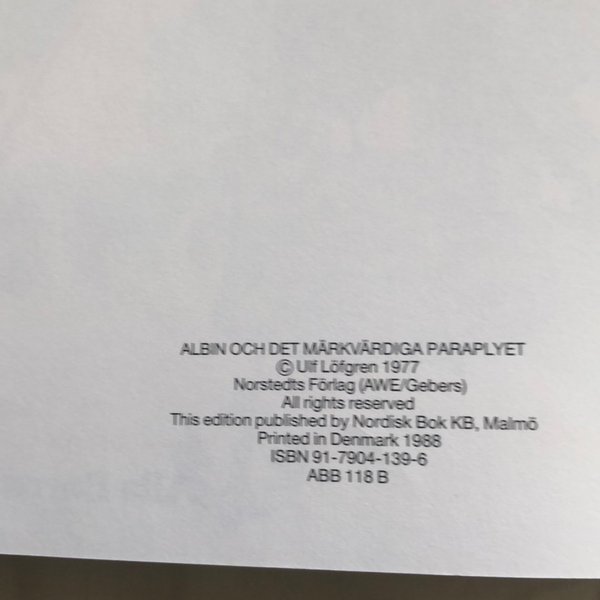 ALBIN OCH DET MÄRKVÄRDIGA PARAPLYET
© Ulf Löfgren 1977
Norstedts Förlag (AWE/Gebers)
All rights reserved
This edition published by Nordisk Bok KB, Malmö
Printed in Denmark 1988
ISBN 91-7904-139-6
ABB 118 B